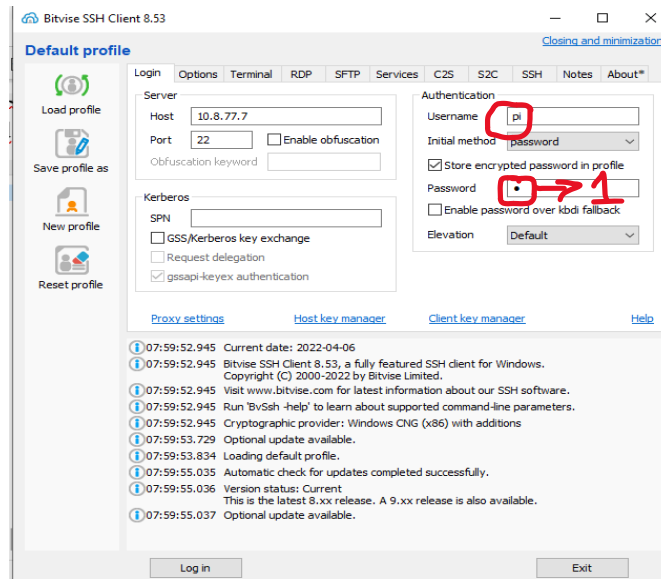 Bitvise SSH Client 8.53
Default profile
Closing and minimization
Load profile
Save profile as
New profile
Reset profile
Login Options Terminal RDP SFTP Services C2S S2C SSH Notes About*
Server
Host 10.8.77.7
Port 22 Enable obfuscation
Obfuscation keyword
Kerberos
SPN
GSS/Kerberos key exchange
Request delegation
gssapi-keyex authentication
Authentication
Username pi
Initial method password
Store encrypted password in profile
Password • 1
Enable password over kbdi fallback
Elevation Default
Proxy settings Host key manager Client key manager Help
07:59:52.945 Current date: 2022-04-06
07:59:52.945 Bitvise SSH Client 8.53, a fully featured SSH client for Windows.
Copyright (C) 2000-2022 by Bitvise Limited.
07:59:52.945 Visit www.bitvise.com for latest information about our SSH software.
07:59:52.945 Run 'BvSsh -help' to learn about supported command-line parameters.
07:59:52.945 Cryptographic provider: Windows CNG (x86) with additions
07:59:53.729 Optional update available.
07:59:53.834 Loading default profile.
07:59:55.035 Automatic check for updates completed successfully.
07:59:55.036 Version status: Current
This is the latest 8.xx release. A 9.xx release is also available.
07:59:55.037 Optional update available.
Log in Exit